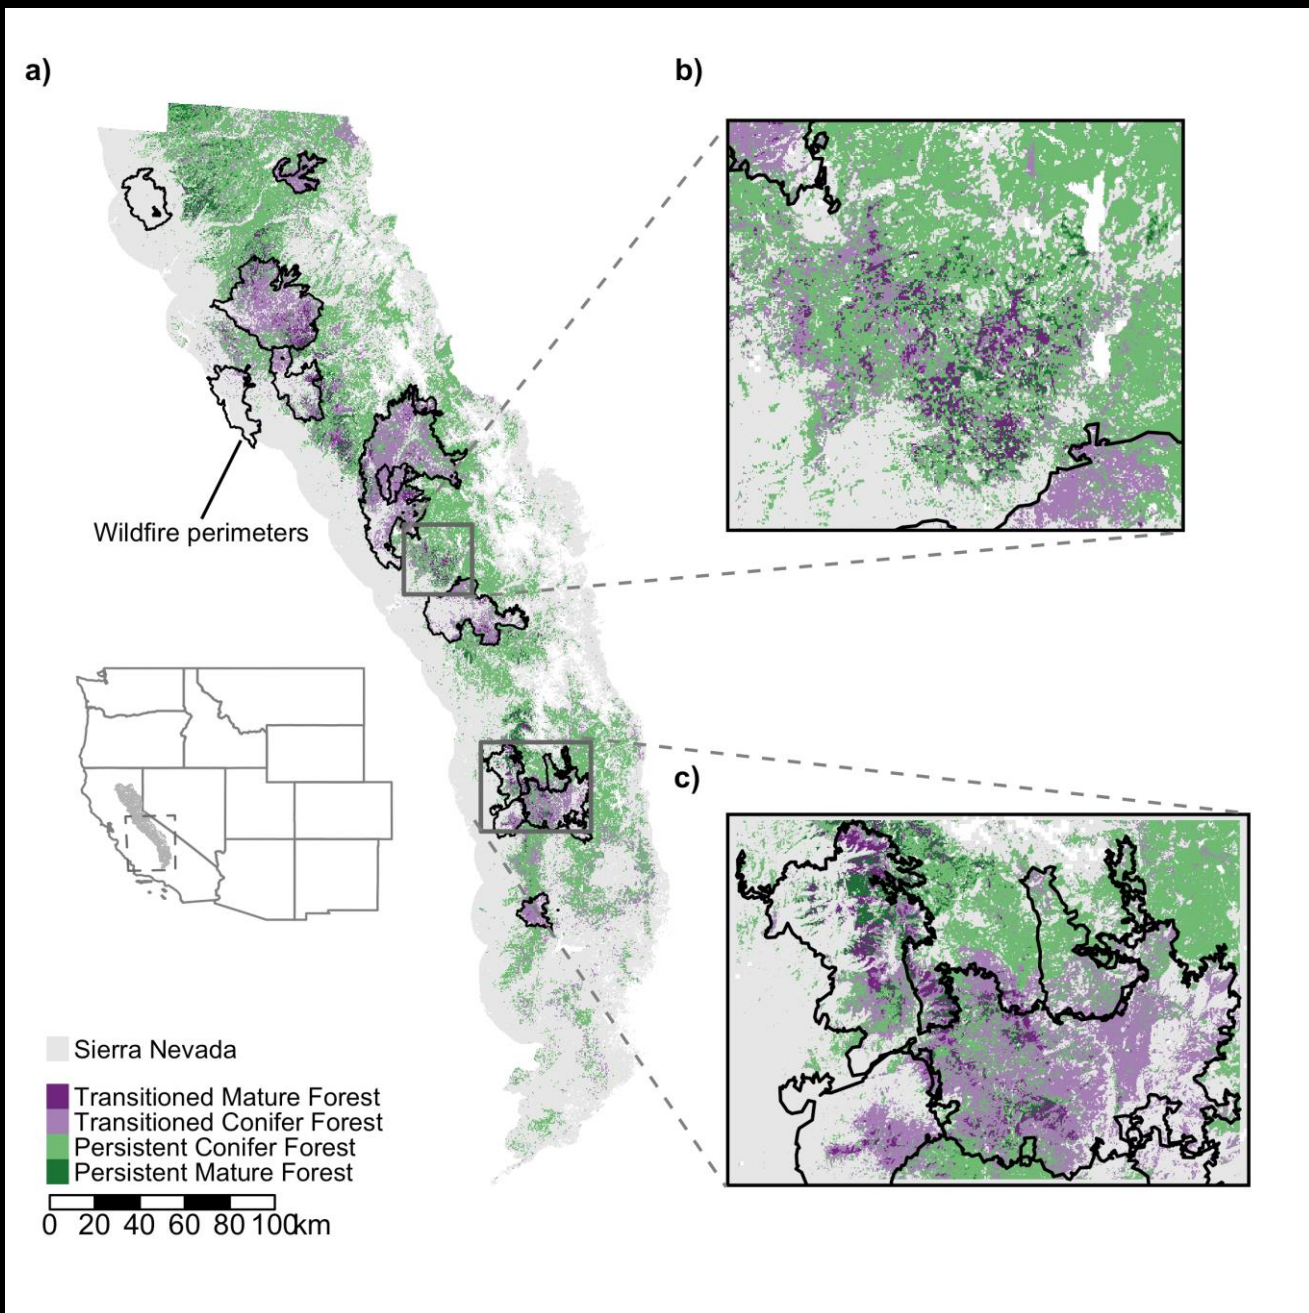 a)
b)
Wildfire perimeters
c)
Sierra Nevada
Transitioned Mature Forest
Transitioned Conifer Forest
Persistent Conifer Forest
Persistent Mature Forest
0 20 40 60 80 100km